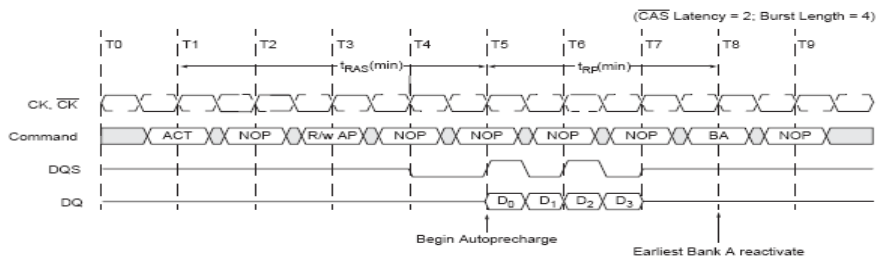 (CAS Latency = 2; Burst Length = 4)
T0 T1 T2 T3 T4 T5 T6 T7 T8 T9
tRAS(min) tRP(min)
CK, CK
Command ACT NOP R/w AP NOP NOP NOP NOP BA NOP
DQS
DQ D0 D1 D2 D3
Begin Autoprecharge
Earliest Bank A reactivate